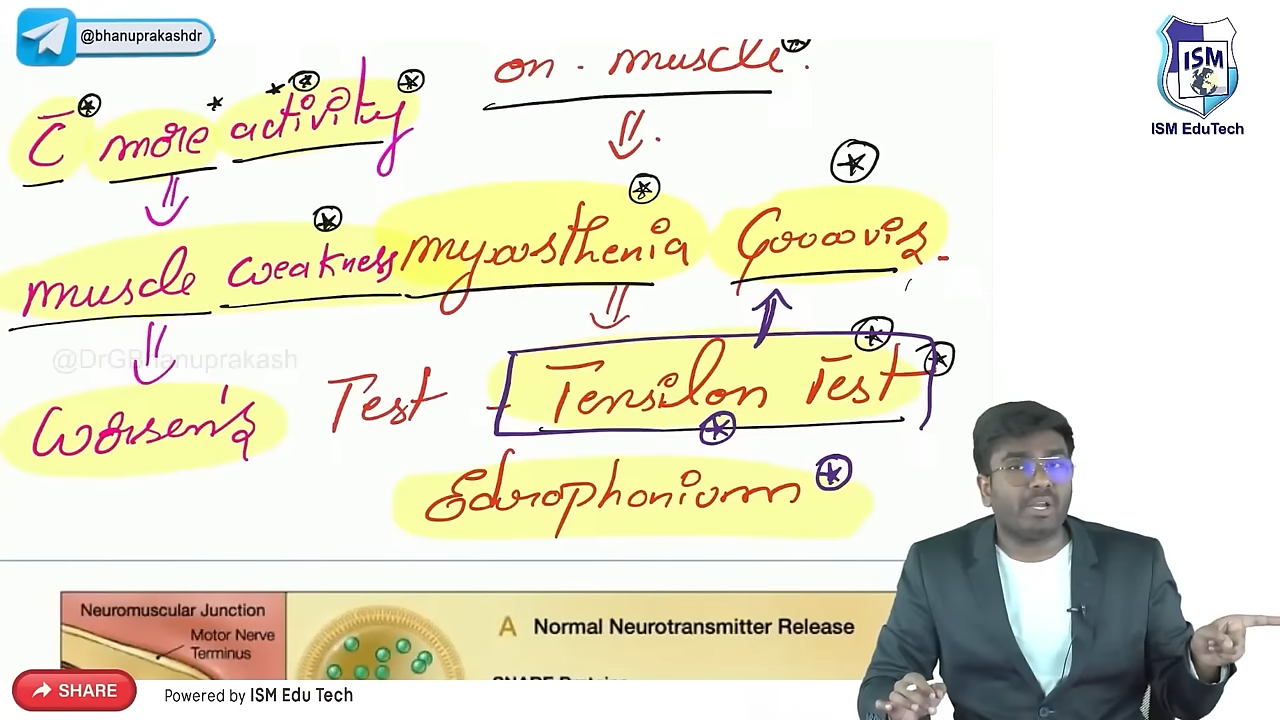 @bhanuprakashdr
on. muscle.
ISM
ISM EduTech
C̄ more activity
muscle weakness
myasthenia Gravis.
@DrGBhanuprakash
Worsen's
Test - Tensilon Test
Edrophonium
Neuromuscular Junction
Motor Nerve
Terminus
A Normal Neurotransmitter Release
SHARE
Powered by ISM Edu Tech